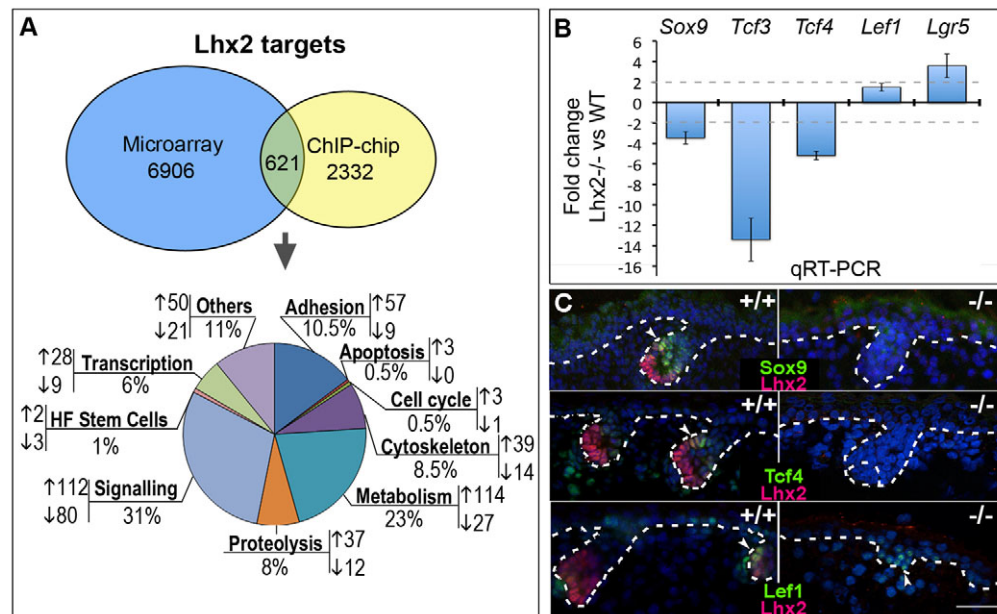 A
Lhx2 targets
Microarray
6906
621
ChIP-chip
2332
↑50
↓21
Others
11%
Adhesion
10.5%
↑57
↓9
↑28
↓9
Transcription
6%
Apoptosis
0.5%
↑3
↓0
↑2
↓3
HF Stem Cells
1%
Cell cycle
0.5%
↑3
↓1
Cytoskeleton
8.5%
↑39
↓14
↑112
↓80
Signalling
31%
Metabolism
23%
↑114
↓27
Proteolysis
8%
↑37
↓12
B
Sox9 Tcf3 Tcf4 Lef1 Lgr5
Fold change
Lhx2-/- vs WT
6
4
2
0
-2
-4
-6
-8
-10
-12
-14
-16
qRT-PCR
C
+/+
-/-
Sox9
Lhx2
+/+
-/-
Tcf4
Lhx2
+/+
-/-
Lef1
Lhx2